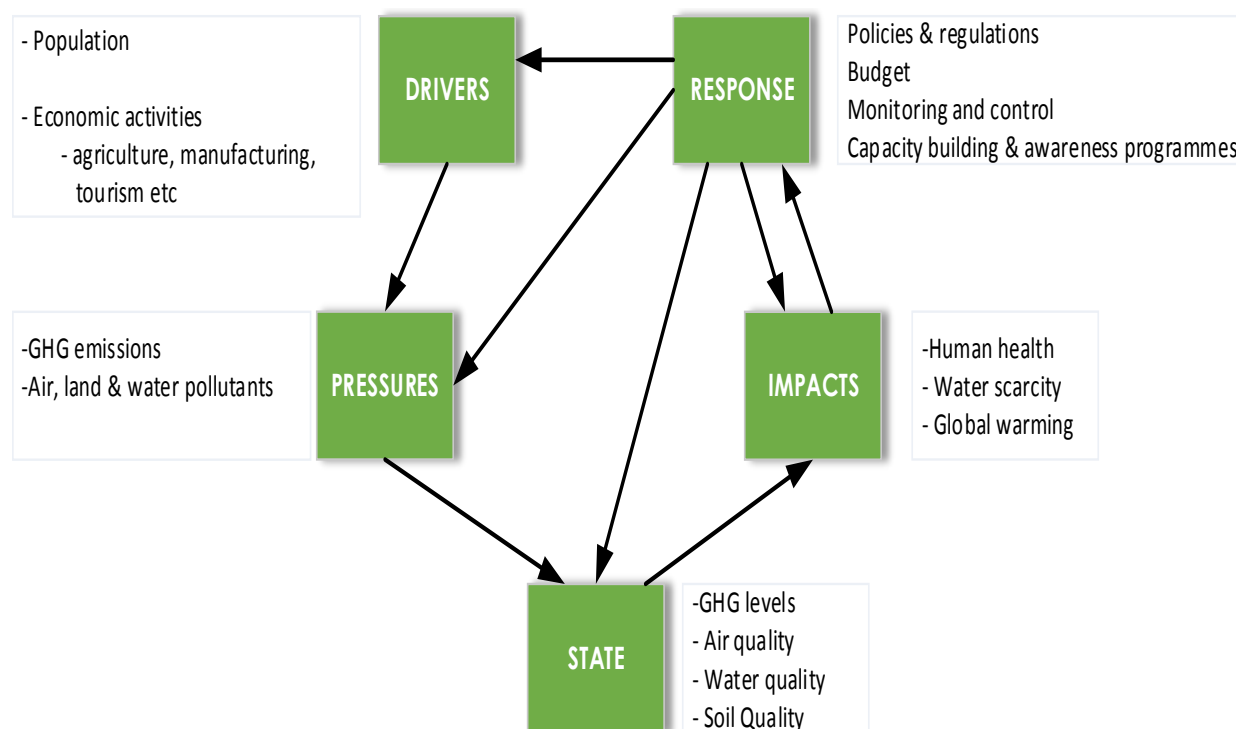 - Population
- Economic activities
- agriculture, manufacturing,
tourism etc
DRIVERS
RESPONSE
Policies & regulations
Budget
Monitoring and control
Capacity building & awareness programmes
-GHG emissions
-Air, land & water pollutants
PRESSURES
IMPACTS
-Human health
- Water scarcity
- Global warming
STATE
-GHG levels
- Air quality
- Water quality
- Soil Quality